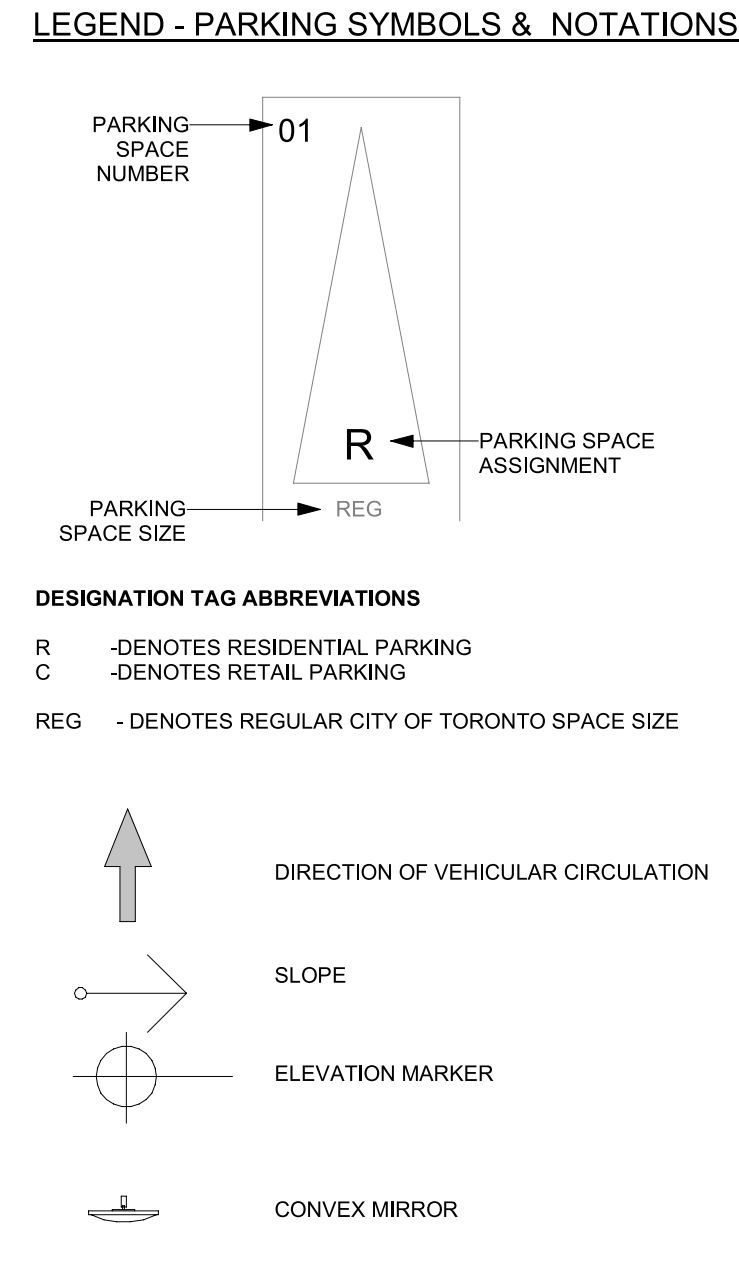 LEGEND - PARKING SYMBOLS & NOTATIONS
PARKING
SPACE
NUMBER
01
R
PARKING SPACE
ASSIGNMENT
PARKING
SPACE SIZE
REG
DESIGNATION TAG ABBREVIATIONS
R -DENOTES RESIDENTIAL PARKING
C -DENOTES RETAIL PARKING
REG - DENOTES REGULAR CITY OF TORONTO SPACE SIZE
DIRECTION OF VEHICULAR CIRCULATION
SLOPE
ELEVATION MARKER
CONVEX MIRROR